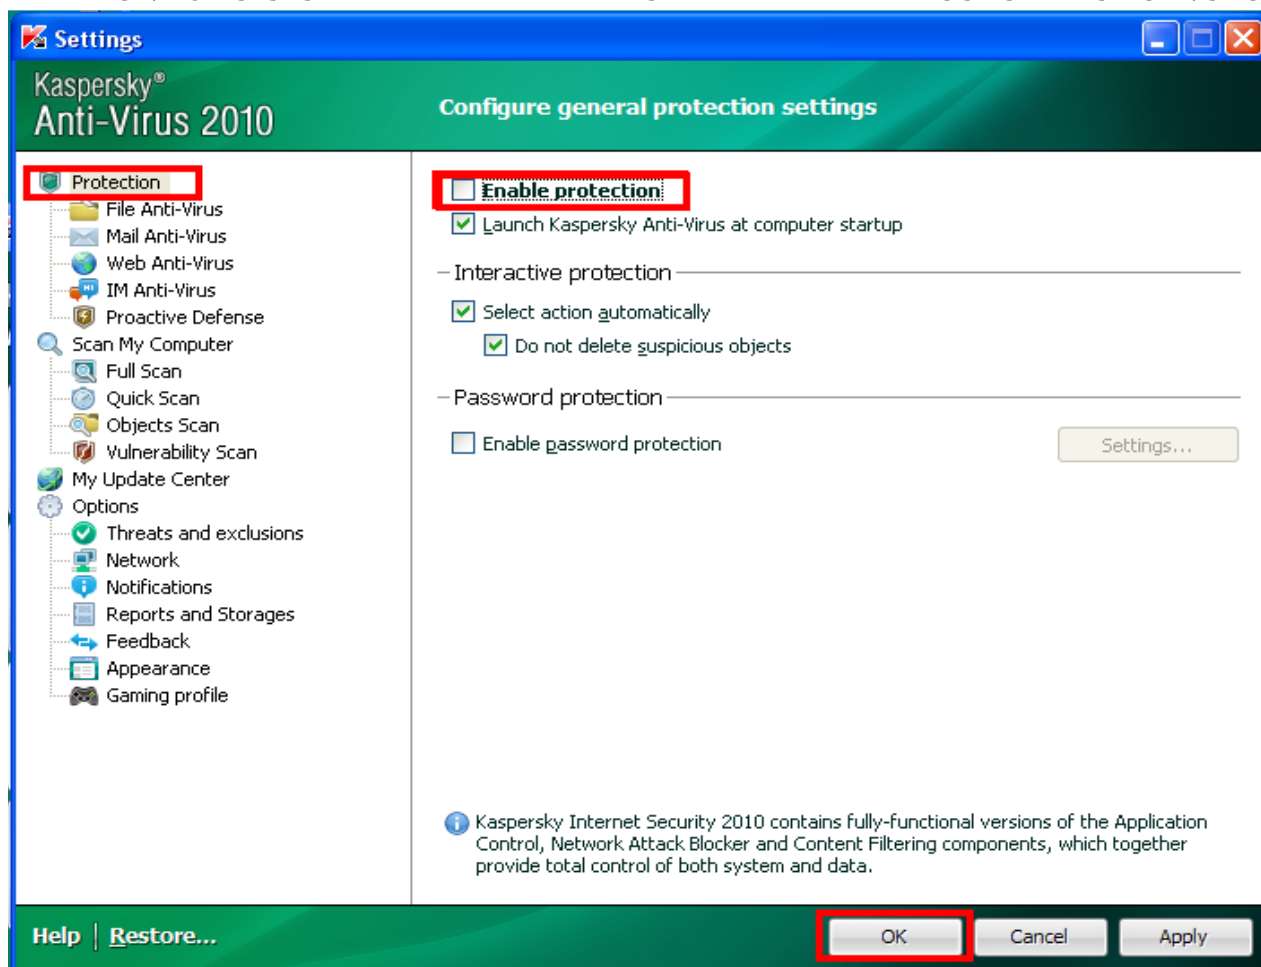 Settings
Kaspersky®
Anti-Virus 2010
Configure general protection settings
Protection
File Anti-Virus
Mail Anti-Virus
Web Anti-Virus
IM Anti-Virus
Proactive Defense
Scan My Computer
Full Scan
Quick Scan
Objects Scan
Vulnerability Scan
My Update Center
Options
Threats and exclusions
Network
Notifications
Reports and Storages
Feedback
Appearance
Gaming profile
Enable protection
Launch Kaspersky Anti-Virus at computer startup
Interactive protection
Select action automatically
Do not delete suspicious objects
Password protection
Enable password protection
Settings...
Kaspersky Internet Security 2010 contains fully-functional versions of the Application
Control, Network Attack Blocker and Content Filtering components, which together
provide total control of both system and data.
Help | Restore...
OK
Cancel
Apply